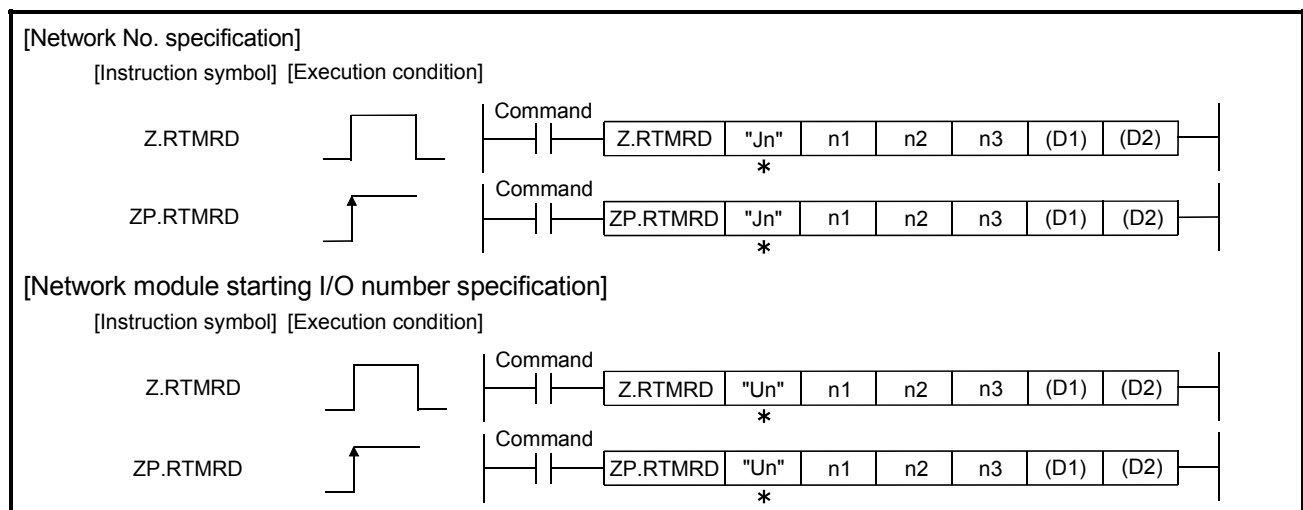 [Network No. specification]
[Instruction symbol] [Execution condition]
Command
Z.RTMRD Z.RTMRD "Jn" n1 n2 n3 (D1) (D2)
*
Command
ZP.RTMRD ZP.RTMRD "Jn" n1 n2 n3 (D1) (D2)
*
[Network module starting I/O number specification]
[Instruction symbol] [Execution condition]
Command
Z.RTMRD Z.RTMRD "Un" n1 n2 n3 (D1) (D2)
*
Command
ZP.RTMRD ZP.RTMRD "Un" n1 n2 n3 (D1) (D2)
*